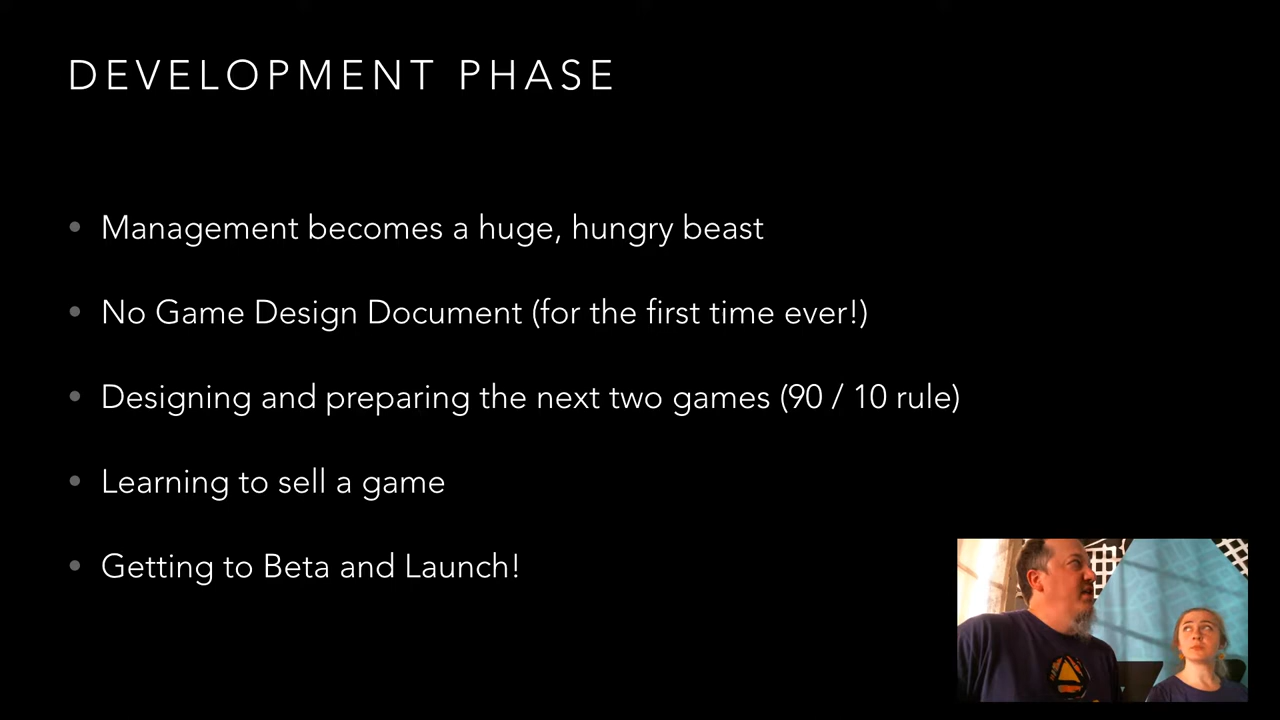 DEVELOPMENT PHASE
• Management becomes a huge, hungry beast
• No Game Design Document (for the first time ever!)
• Designing and preparing the next two games (90 / 10 rule)
• Learning to sell a game
• Getting to Beta and Launch!